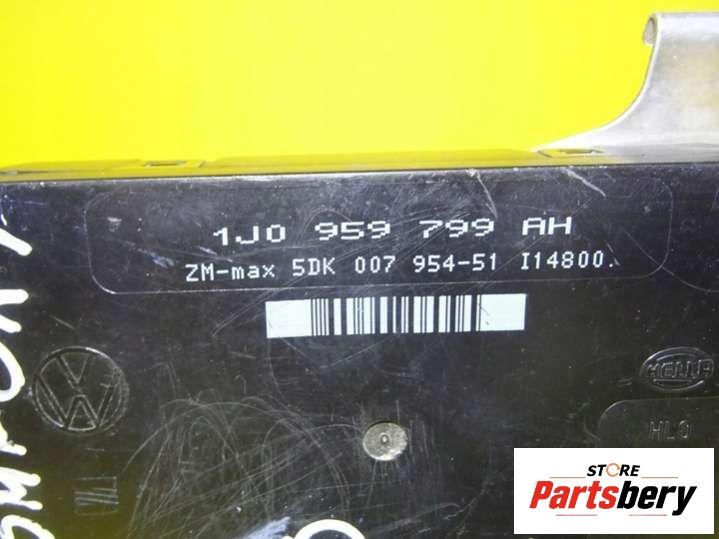 1J0 959 799 AH
ZM-max 5DK 007 954-51 I14800.
HELLA
HLO
STORE
Partsbery